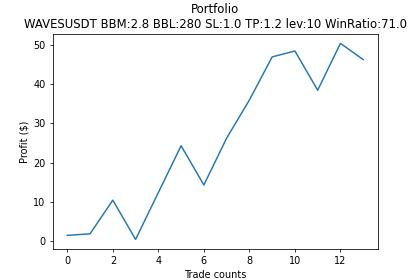 Portfolio
WAVESUSDT BBM:2.8 BBL:280 SL:1.0 TP:1.2 lev:10 WinRatio:71.0
50
40
30
20
10
0
Profit ($)
0 2 4 6 8 10 12
Trade counts